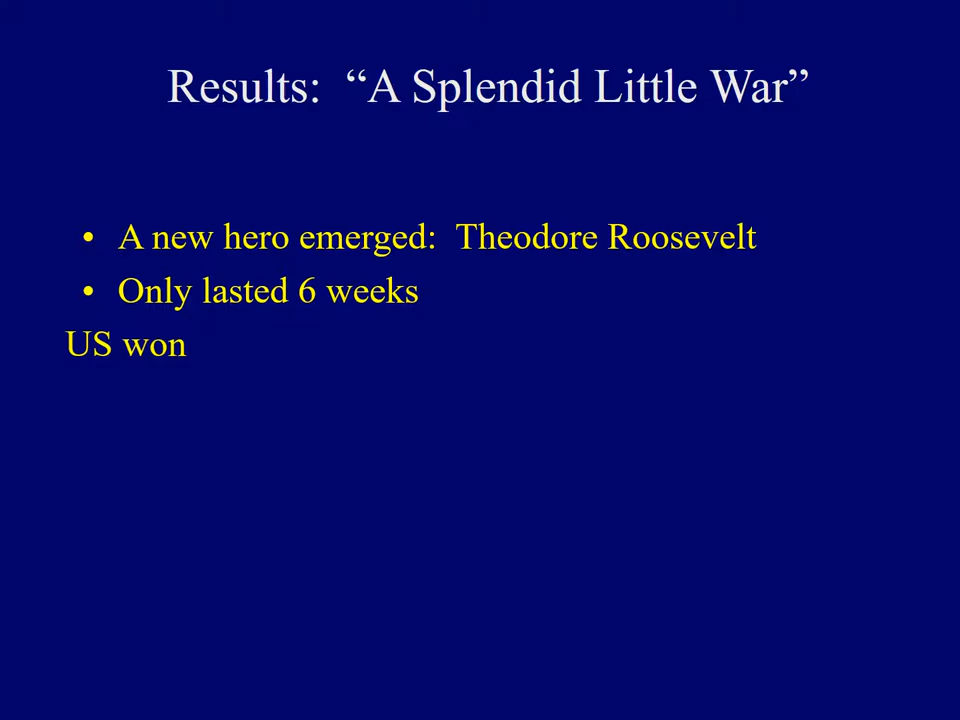 Results:  “A Splendid Little War”
• A new hero emerged:  Theodore Roosevelt
• Only lasted 6 weeks
US won